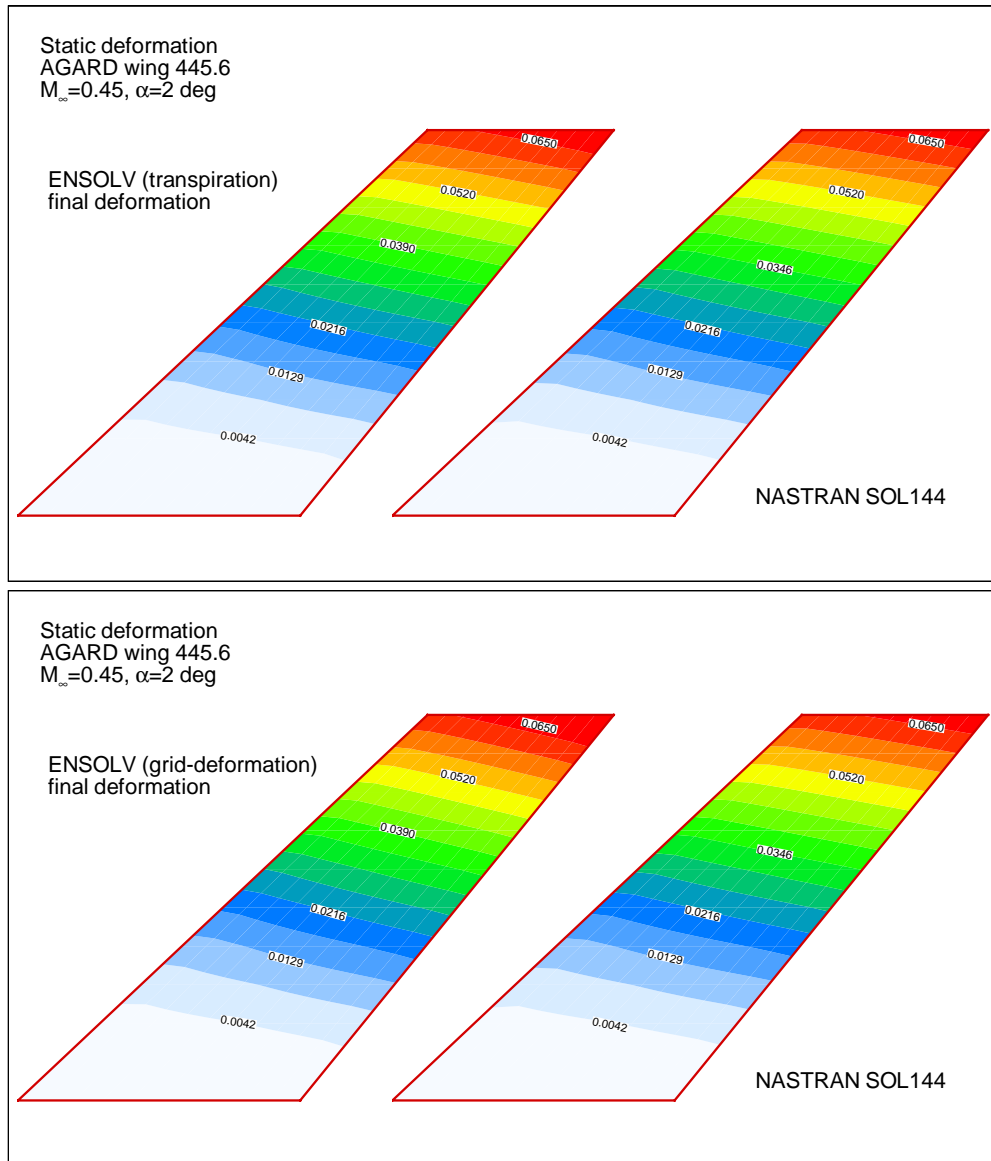 Static deformation
AGARD wing 445.6
M∞=0.45, α=2 deg
ENSOLV (transpiration)
final deformation
0.0650
0.0520
0.0390
0.0216
0.0129
0.0042
0.0650
0.0520
0.0346
0.0216
0.0129
0.0042
NASTRAN SOL144
Static deformation
AGARD wing 445.6
M∞=0.45, α=2 deg
ENSOLV (grid-deformation)
final deformation
0.0650
0.0520
0.0390
0.0216
0.0129
0.0042
0.0650
0.0520
0.0346
0.0216
0.0129
0.0042
NASTRAN SOL144